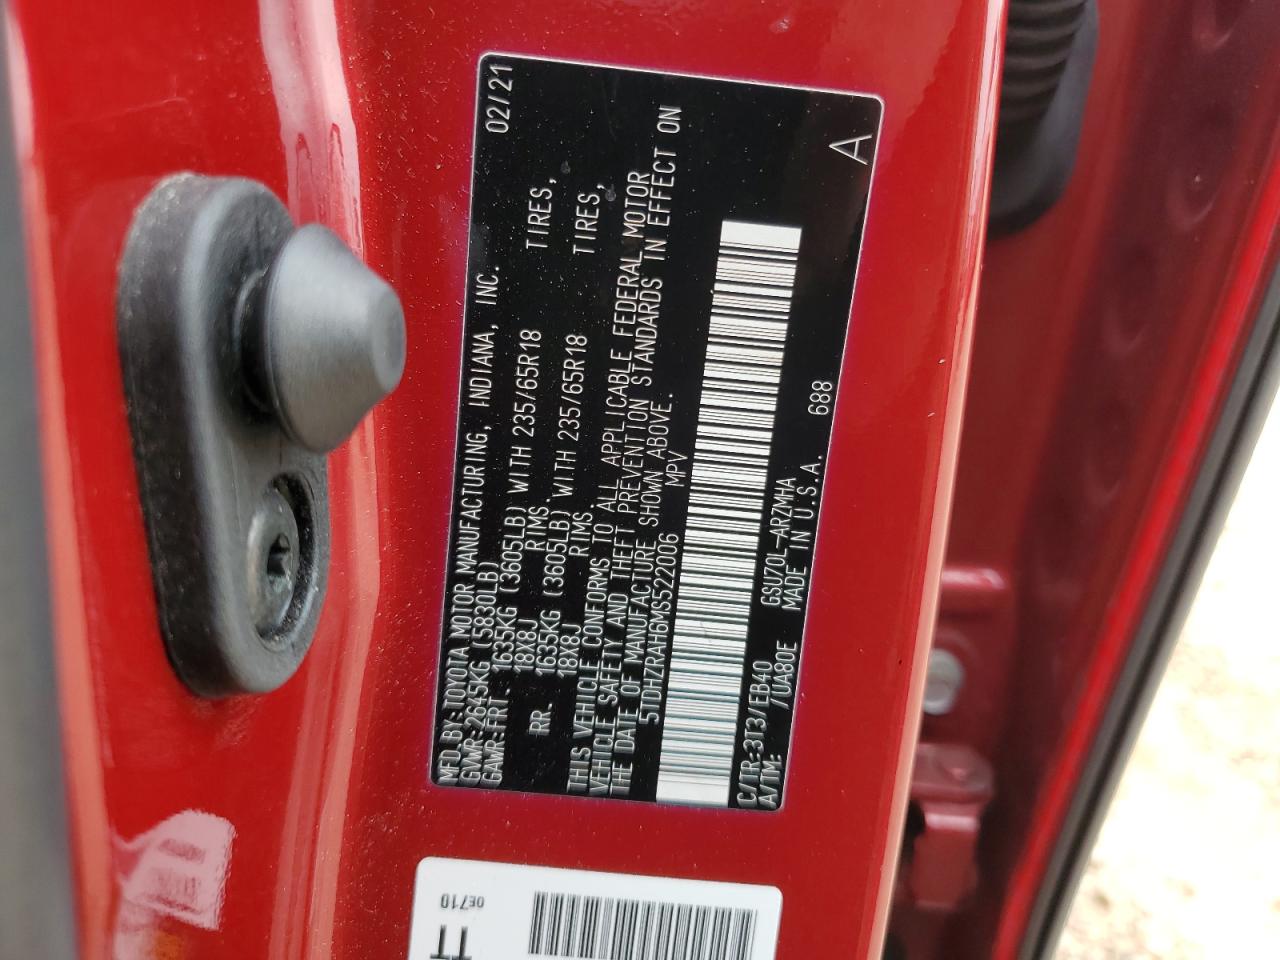 MFD. BY: TOYOTA MOTOR MANUFACTURING, INDIANA, INC. 02/21
GVWR: 2645KG (5830LB)
GAWR: FRT. 1635KG (3605LB) WITH 235/65R18 TIRES,
18X8J RIMS.
RR. 1635KG (3605LB) WITH 235/65R18 TIRES,
18X8J RIMS.
THIS VEHICLE CONFORMS TO ALL APPLICABLE FEDERAL MOTOR
VEHICLE SAFETY AND THEFT PREVENTION STANDARDS IN EFFECT ON
THE DATE OF MANUFACTURE SHOWN ABOVE.
5TDHZRAH6MS522006 MPV
C/TR: 3T3/EB40 GSU70L-ARZMHA
A/TM: /UA80E MADE IN U.S.A. 688
A
0E710